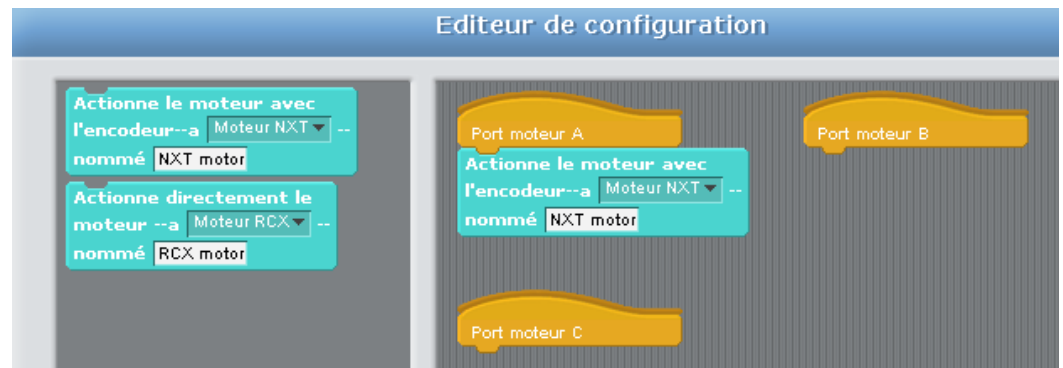 Editeur de configuration
Actionne le moteur avec
l'encodeur--a Moteur NXT --
nommé NXT motor
Actionne directement le
moteur --a Moteur RCX --
nommé RCX motor
Port moteur A
Actionne le moteur avec
l'encodeur--a Moteur NXT --
nommé NXT motor
Port moteur B
Port moteur C